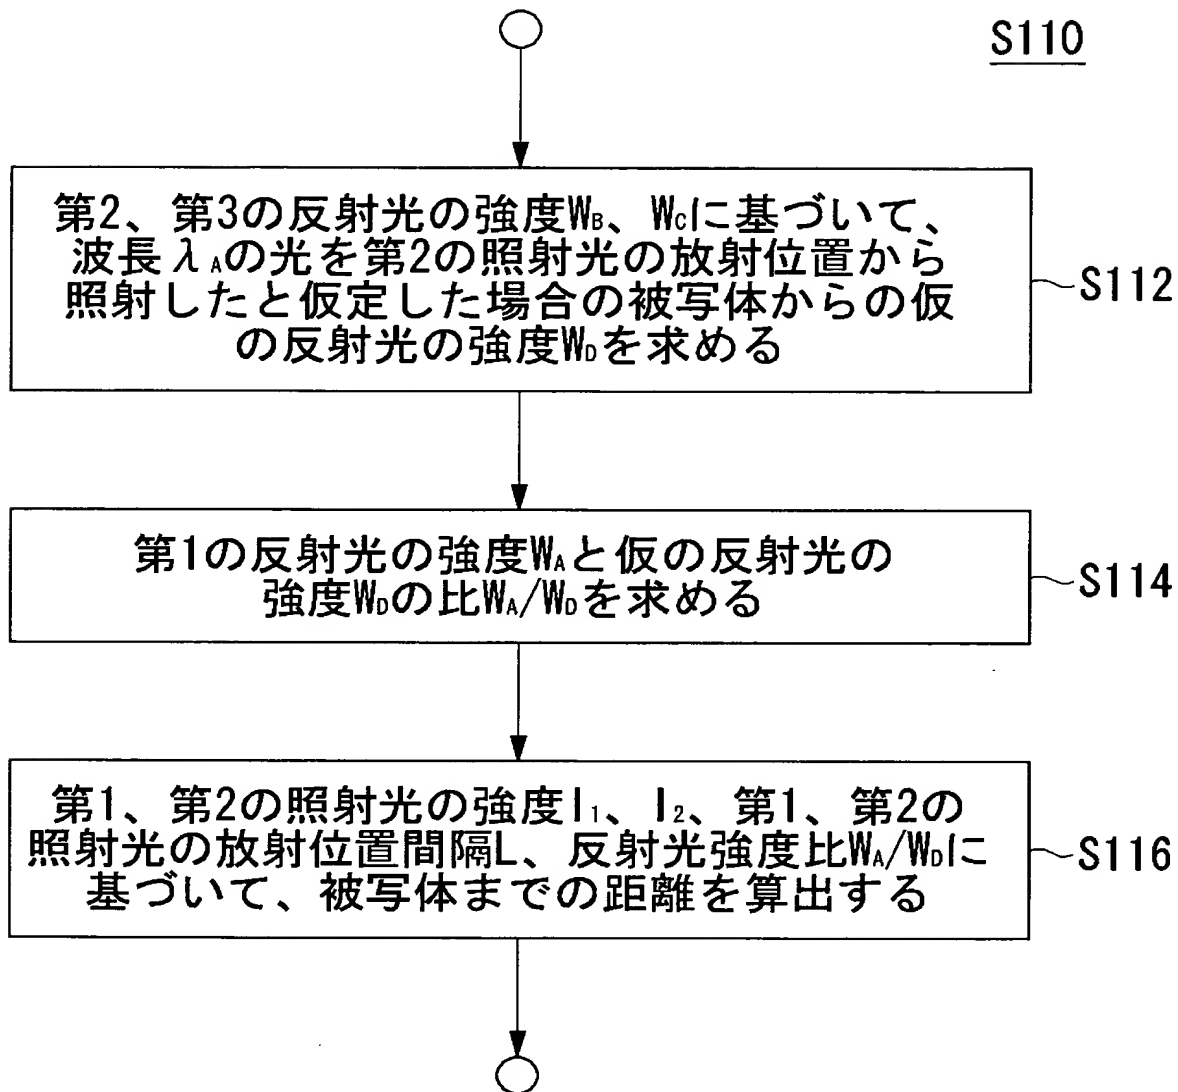 S110
第2、第3の反射光の強度WB、WCに基づいて、
波長λAの光を第2の照射光の放射位置から
照射したと仮定した場合の被写体からの仮
の反射光の強度WDを求める
S112
第1の反射光の強度WAと仮の反射光の
強度WDの比WA/WDを求める
S114
第1、第2の照射光の強度I1、I2、第1、第2の
照射光の放射位置間隔L、反射光強度比WA/WDに
基づいて、被写体までの距離を算出する
S116